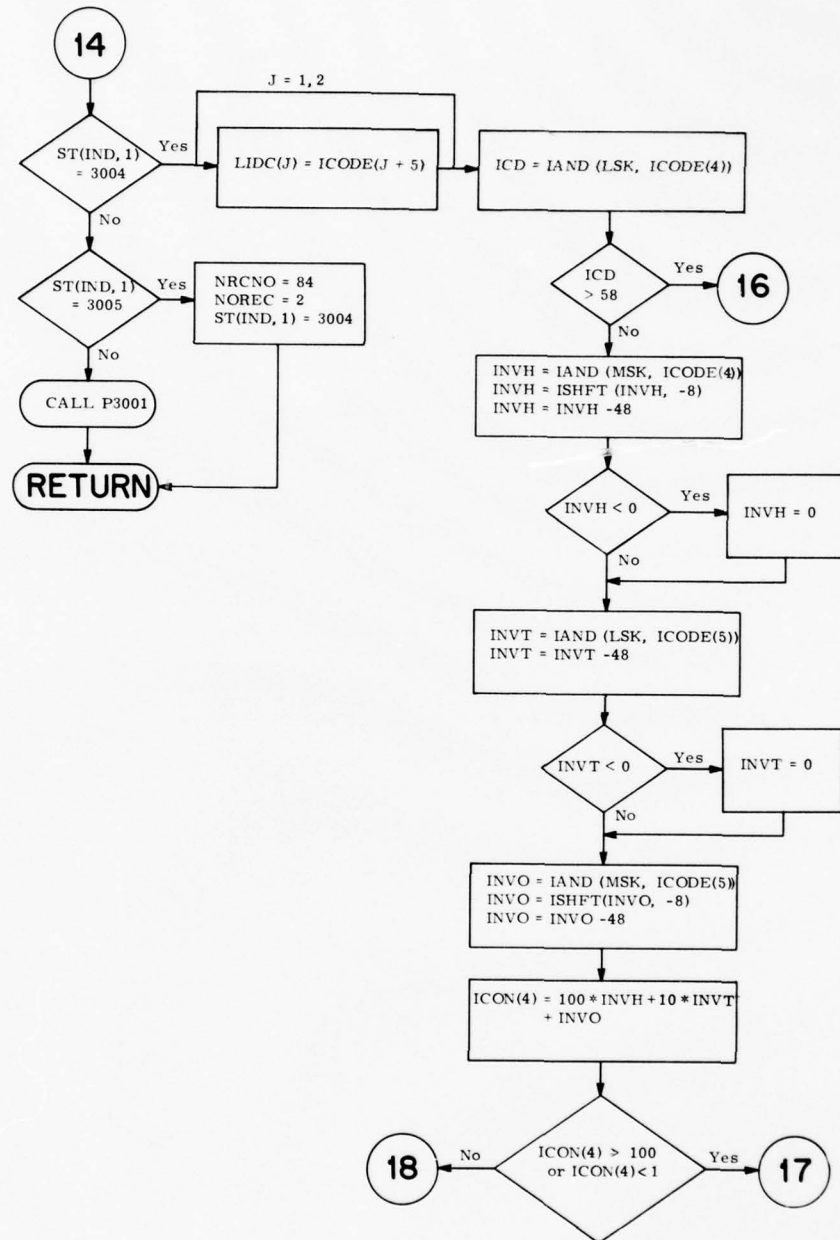 14
J = 1, 2
ST(IND, 1)
= 3004
Yes
LIDC(J) = ICODE(J + 5)
ICD = IAND (LSK, ICODE(4))
No
ST(IND, 1)
= 3005
Yes
NRCNO = 84
NOREC = 2
ST(IND, 1) = 3004
No
CALL P3001
RETURN
ICD
> 58
Yes
16
No
INVH = IAND (MSK, ICODE(4))
INVH = ISHFT (INVH, -8)
INVH = INVH -48
INVH < 0
Yes
INVH = 0
No
INVT = IAND (LSK, ICODE(5))
INVT = INVT -48
INVT < 0
Yes
INVT = 0
No
INVO = IAND (MSK, ICODE(5))
INVO = ISHFT(INVO, -8)
INVO = INVO -48
ICON(4) = 100 * INVH + 10 * INVT
+ INVO
ICON(4) > 100
or ICON(4)<1
No
18
Yes
17